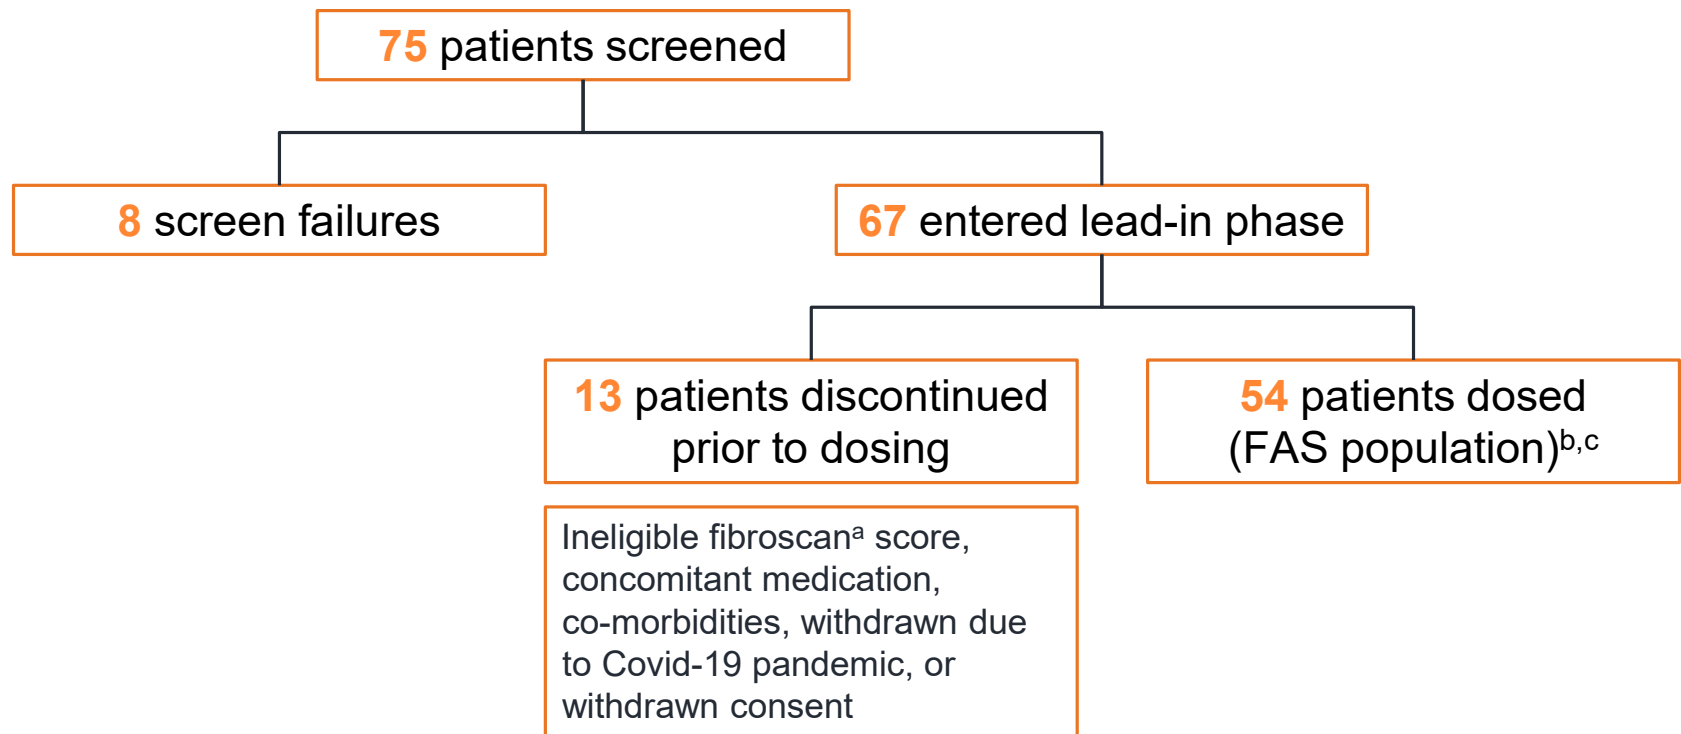 75 patients screened
8 screen failures
67 entered lead-in phase
13 patients discontinued
prior to dosing
54 patients dosed
(FAS population)b,c
Ineligible fibroscana score,
concomitant medication,
co-morbidities, withdrawn due
to Covid-19 pandemic, or
withdrawn consent